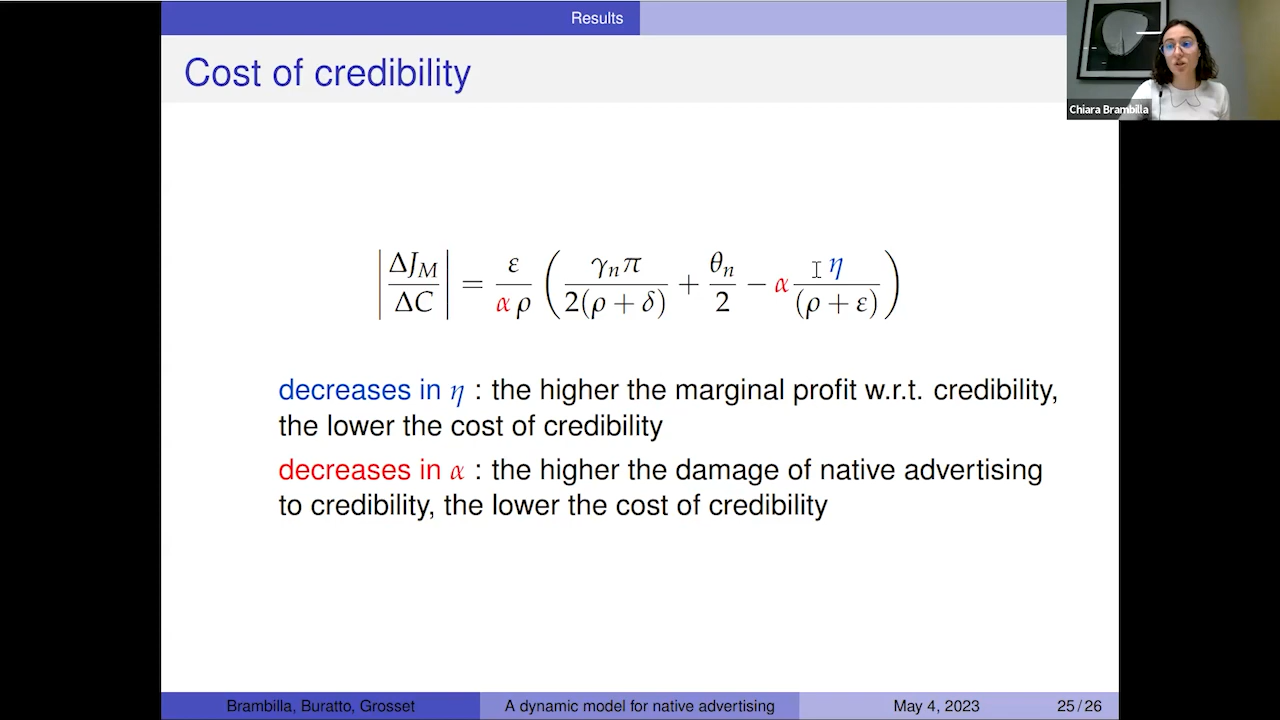 Results
Cost of credibility
Chiara Brambilla
|ΔJ_M / ΔC| = ε / (α ρ) ( γ_n π / 2(ρ + δ) + θ_n / 2 − α η / (ρ + ε) )
decreases in η : the higher the marginal profit w.r.t. credibility,
the lower the cost of credibility
decreases in α : the higher the damage of native advertising
to credibility, the lower the cost of credibility
Brambilla, Buratto, Grosset
A dynamic model for native advertising
May 4, 2023
25 / 26